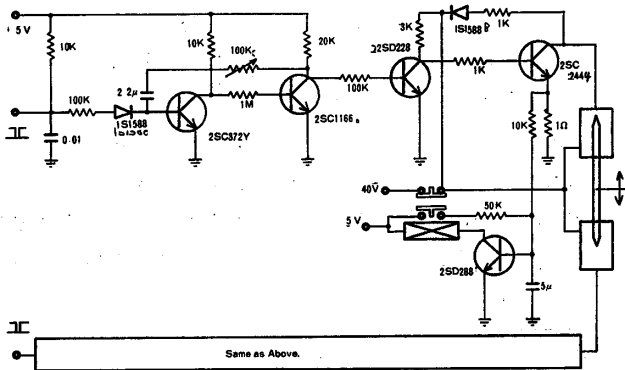 +5V
10K
100K
0.01
1S1588
2.2μ
10K
100K
1M
2SC372Y
20K
2SC1166
100K
3K
2SD228
1S1588
1K
1K
2SC
2444
10K
1Ω
40V
5V
50K
2SD288
5μ
Same as Above.